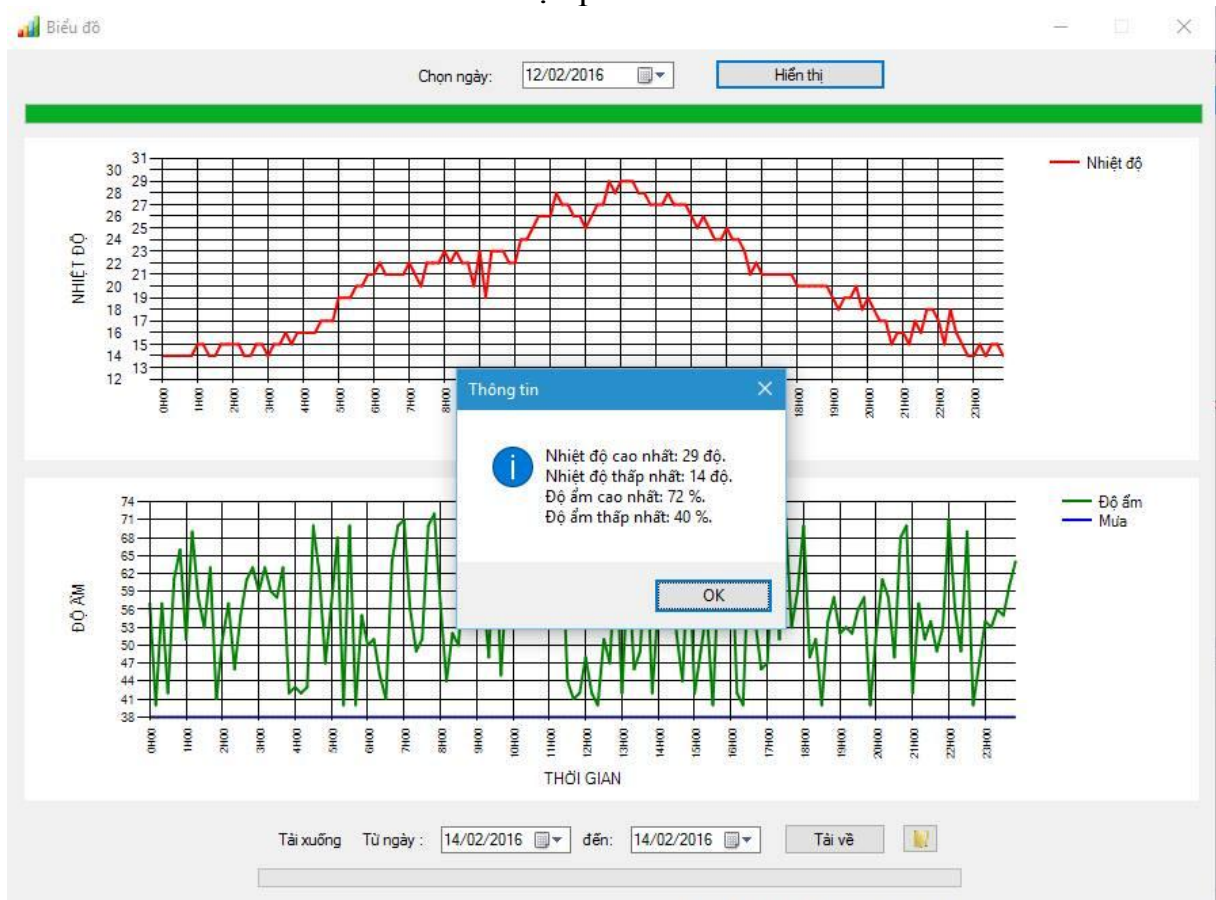 Biểu đồ
Chọn ngày: 12/02/2016 Hiển thị
31
30
29
28
27
26
25
24
23
22
21
20
19
18
17
16
15
14
13
12
NHIỆT ĐỘ
Nhiệt độ
0H00 1H00 2H00 3H00 4H00 5H00 6H00 7H00 18H00 19H00 20H00 21H00 22H00 23H00
Thông tin
Nhiệt độ cao nhất: 29 độ.
Nhiệt độ thấp nhất: 14 độ.
Độ ẩm cao nhất: 72 %.
Độ ẩm thấp nhất: 40 %.
OK
74
71
68
65
62
59
56
53
50
47
44
41
38
ĐỘ ẨM
Độ ẩm
Mưa
0H00 1H00 2H00 3H00 4H00 5H00 6H00 7H00 8H00 9H00 10H00 11H00 12H00 13H00 14H00 15H00 16H00 17H00 18H00 19H00 20H00 21H00 22H00 23H00
THỜI GIAN
Tải xuống Từ ngày : 14/02/2016 đến: 14/02/2016 Tải về